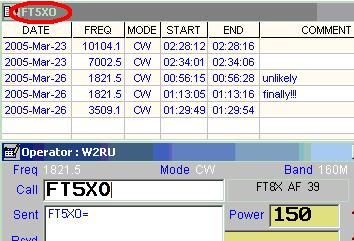 FT5XO
DATE FREQ MODE START END COMMENT
2005-Mar-23 10104.1 CW 02:28:12 02:28:16
2005-Mar-23 7002.5 CW 02:34:01 02:34:06
2005-Mar-26 1821.5 CW 00:56:15 00:56:28 unlikely
2005-Mar-26 1821.5 CW 01:13:05 01:13:16 finally!!!
2005-Mar-26 3509.1 CW 01:29:49 01:29:54
Operator : W2RU
Freq 1821.5 Mode CW Band 160M
Call FT5XO FT8X AF 39
Sent FT5XO= Power 150
Rcvd